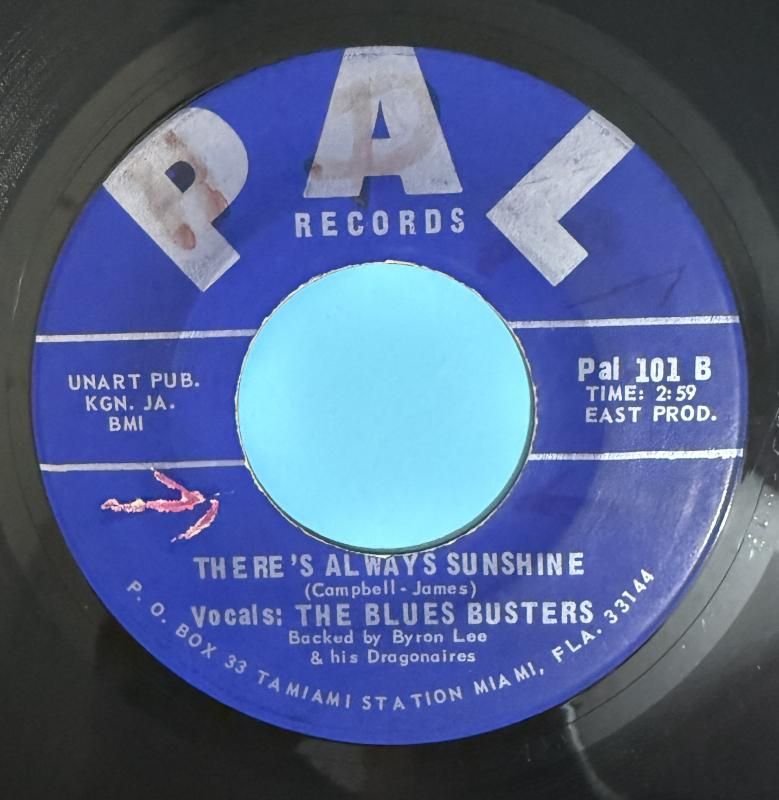 PAL
RECORDS
UNART PUB.
KGN. JA.
BMI
Pal 101 B
TIME: 2:59
EAST PROD.
THERE'S ALWAYS SUNSHINE
(Campbell - James)
Vocals: THE BLUES BUSTERS
Backed by Byron Lee
& his Dragonaires
P. O. BOX 33 TAMIAMI STATION MIAMI, FLA. 33144